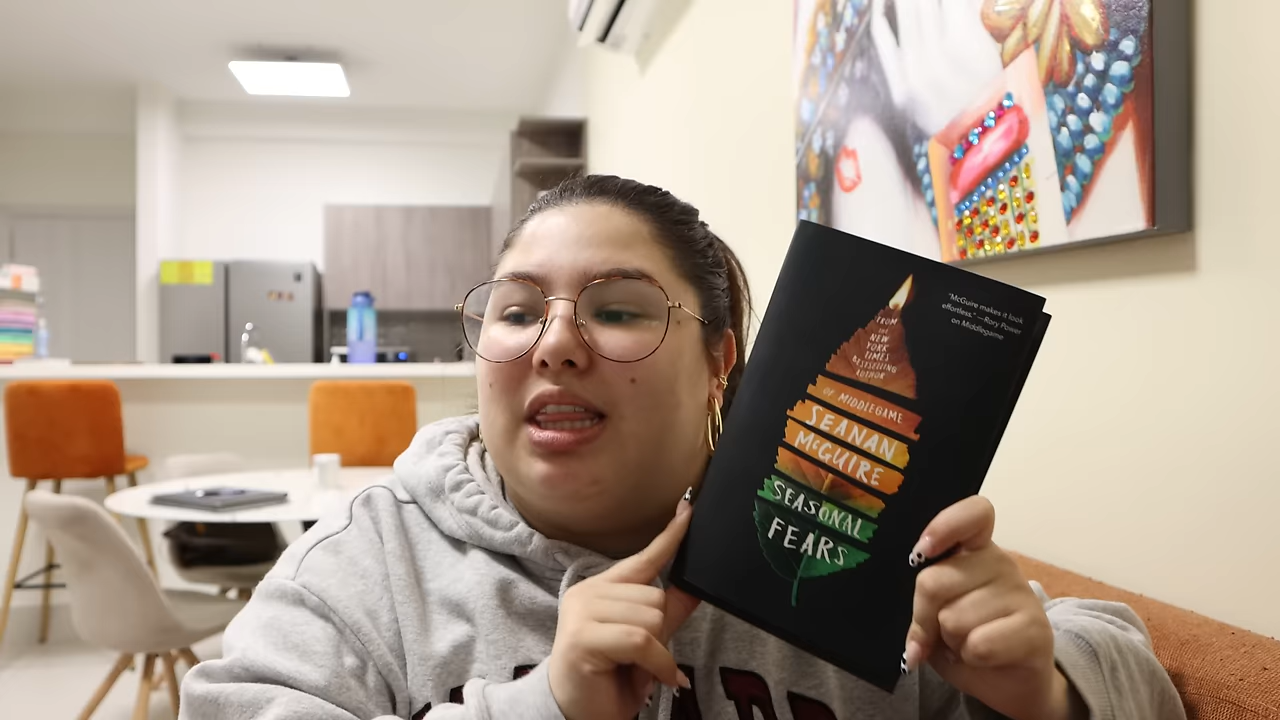 "McGuire makes it look
effortless." —Rory Power
on Middlegame
FROM
THE
NEW
YORK
TIMES
BESTSELLING
AUTHOR
OF MIDDLEGAME
SEANAN
McGUIRE
SEASONAL
FEARS